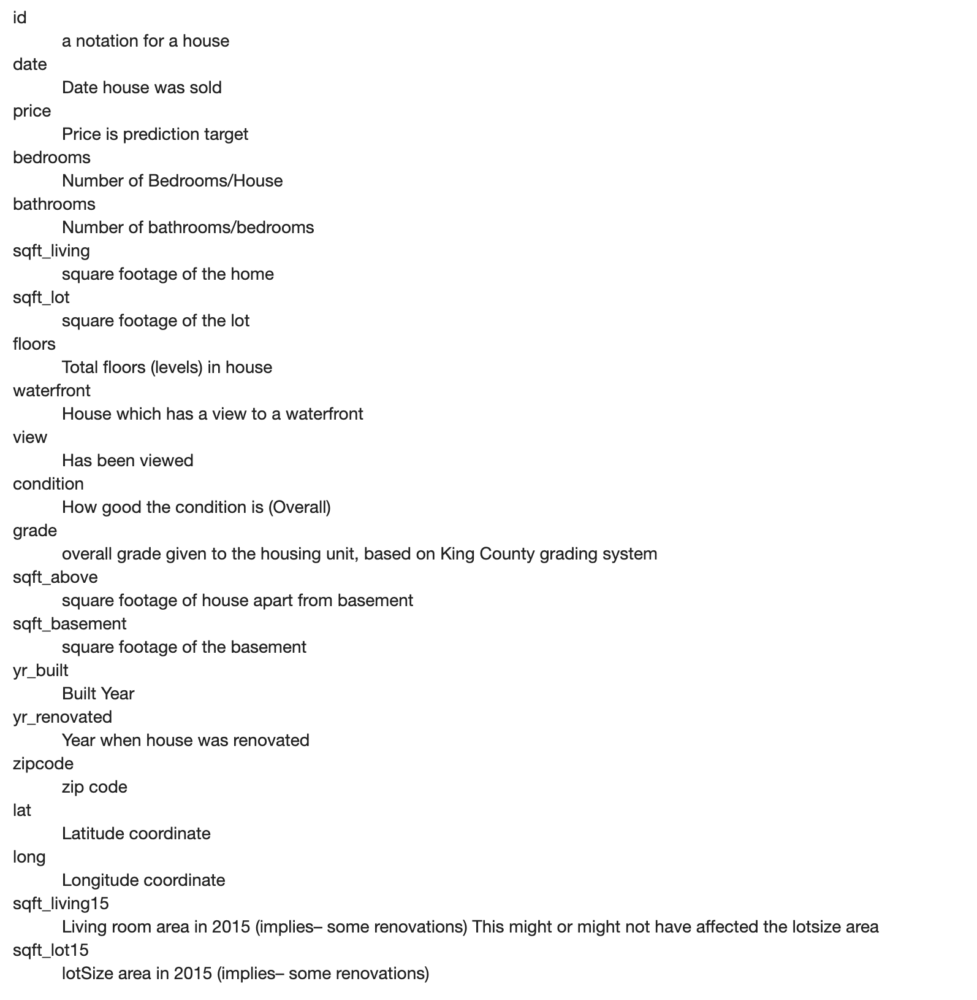 id
a notation for a house
date
Date house was sold
price
Price is prediction target
bedrooms
Number of Bedrooms/House
bathrooms
Number of bathrooms/bedrooms
sqft_living
square footage of the home
sqft_lot
square footage of the lot
floors
Total floors (levels) in house
waterfront
House which has a view to a waterfront
view
Has been viewed
condition
How good the condition is (Overall)
grade
overall grade given to the housing unit, based on King County grading system
sqft_above
square footage of house apart from basement
sqft_basement
square footage of the basement
yr_built
Built Year
yr_renovated
Year when house was renovated
zipcode
zip code
lat
Latitude coordinate
long
Longitude coordinate
sqft_living15
Living room area in 2015 (implies– some renovations) This might or might not have affected the lotsize area
sqft_lot15
lotSize area in 2015 (implies– some renovations)